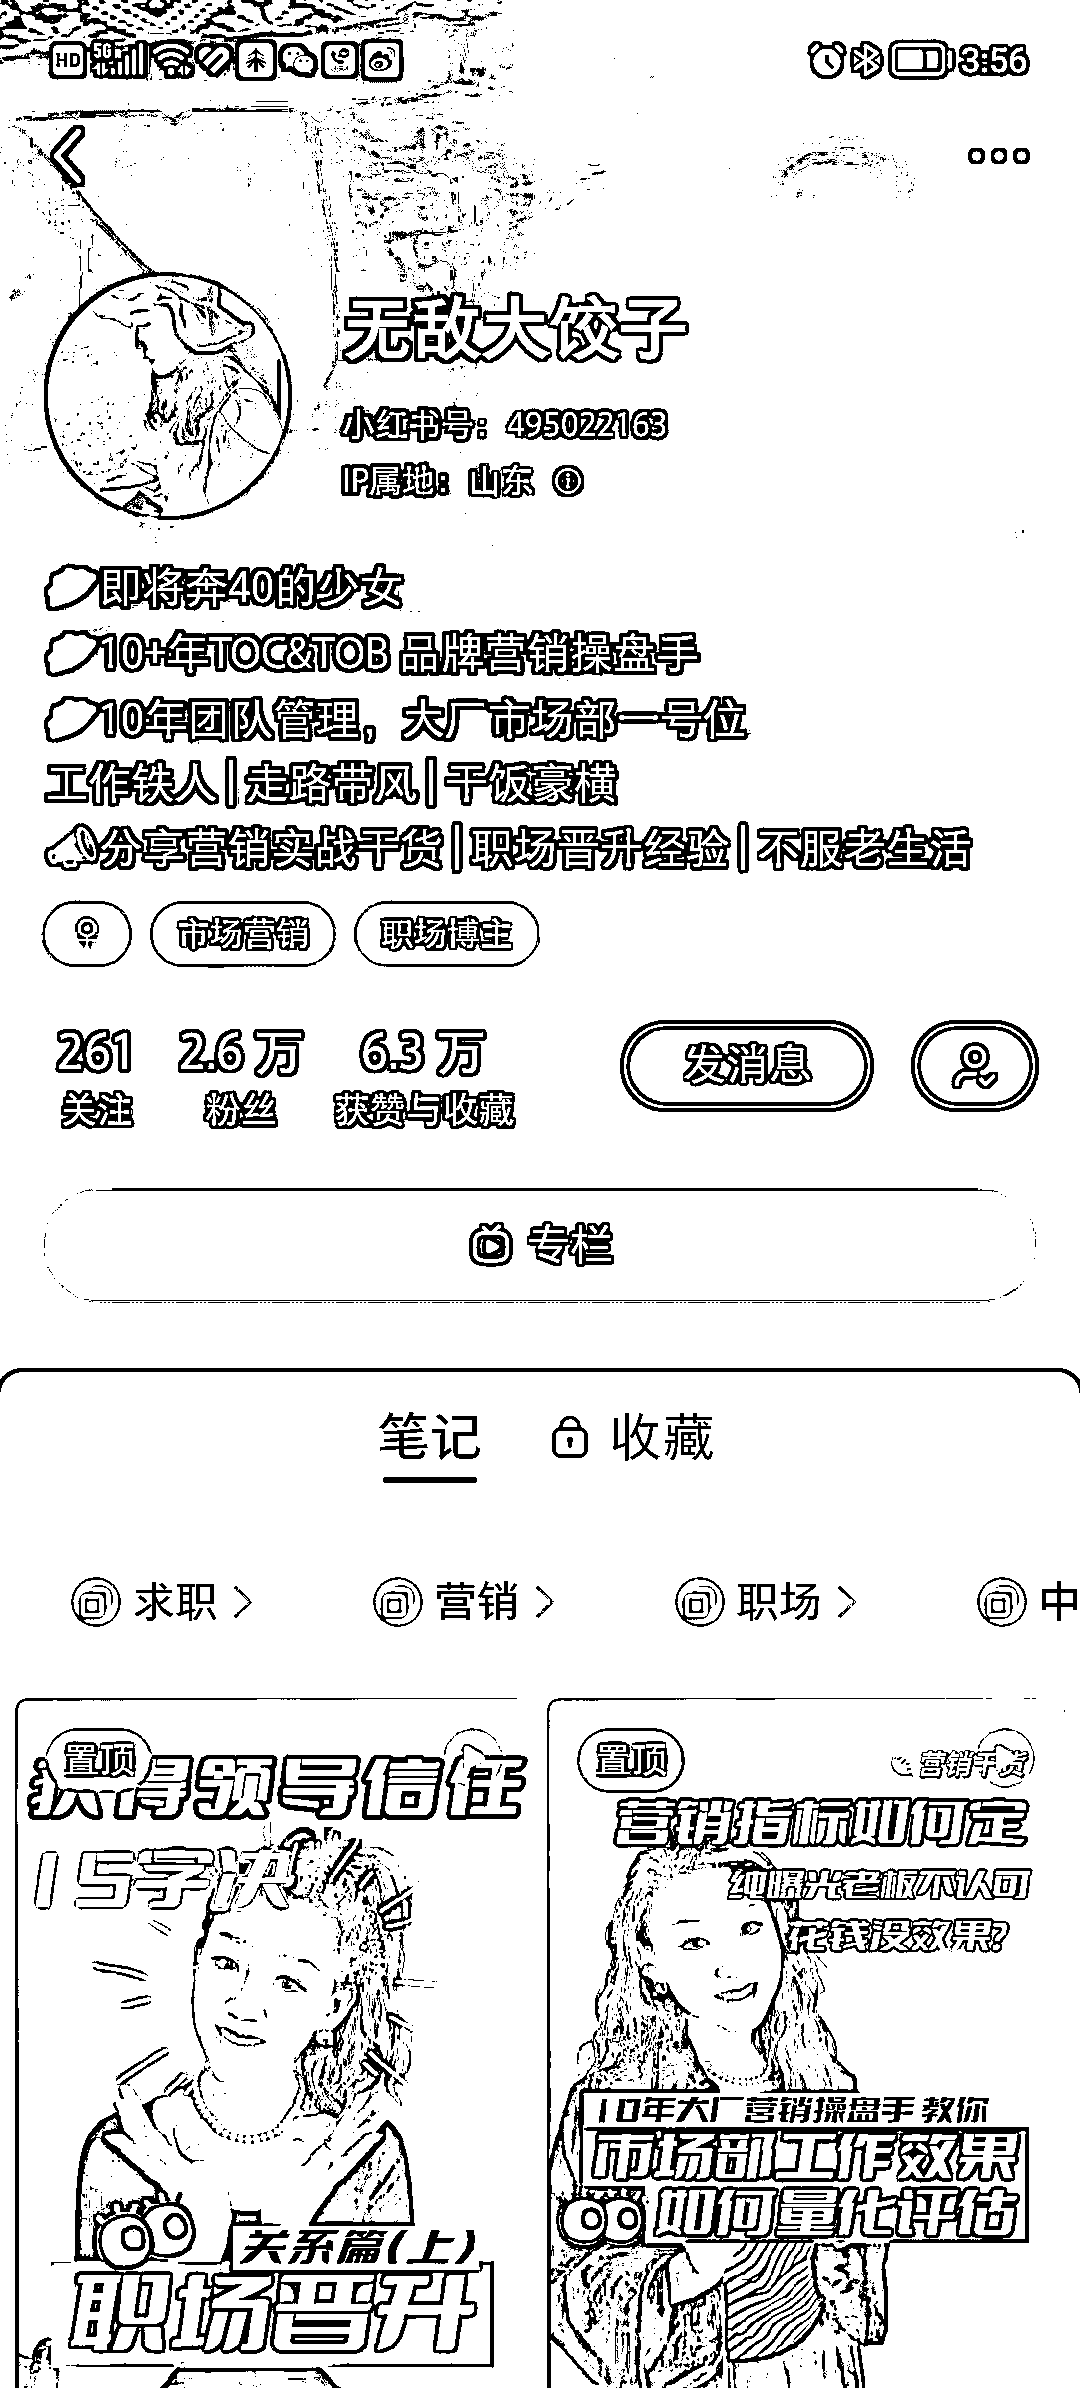 HD 5G 3:56
无敌大饺子
小红书号：495022163
IP属地：山东
即将奔40的少女
10+年TOC&TOB 品牌营销操盘手
10年团队管理，大厂市场部一号位
工作铁人|走路带风|干饭豪横
分享营销实战干货|职场晋升经验|不服老生活
市场营销 职场博主
261 2.6万 6.3万
关注 粉丝 获赞与收藏
发消息
专栏
笔记 收藏
求职 营销 职场 中
置顶
获得领导信任
15字决
关系篇(上)
职场晋升
置顶
营销干货
营销指标如何定
纯曝光老板不认可
花钱没效果?
10年大厂营销操盘手 教你
市场部工作效果
如何量化评估